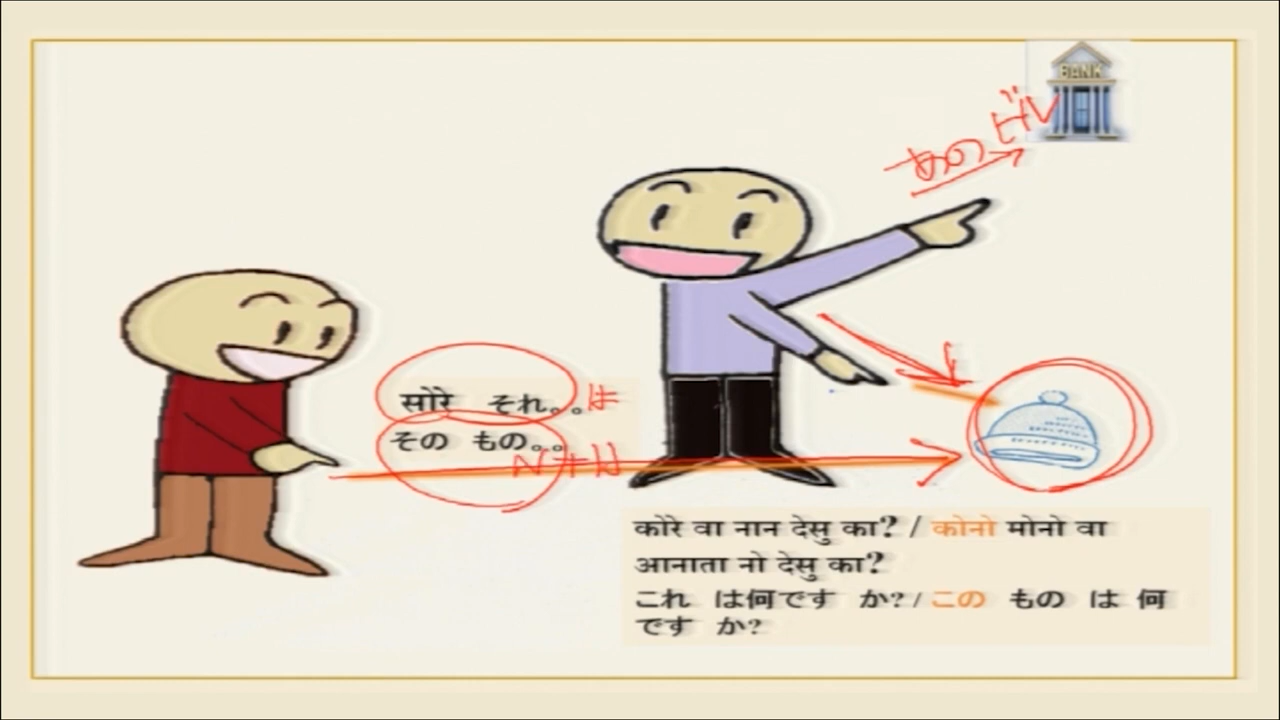 BANK
あのビル
सोरे それ。。は
その もの。。
N+は
कोरे वा नान देसु का? / कोनो मोनो वा
आनाता नो देसु का?
これ は何です か? / この もの は 何
です か?